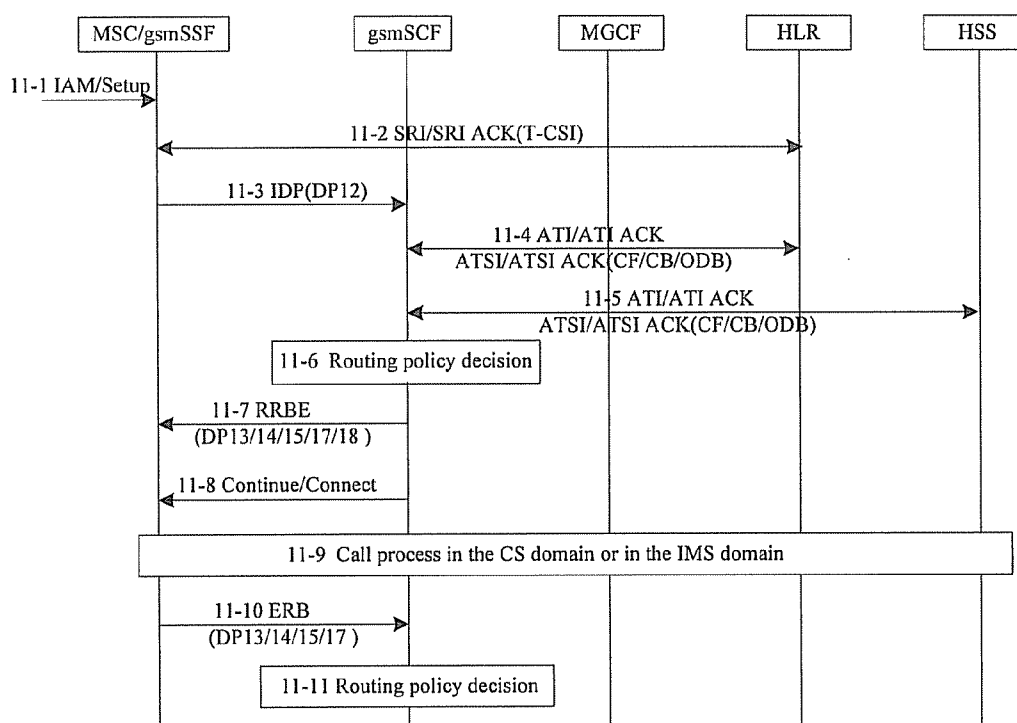 MSC/gsmSSF
gsmSCF
MGCF
HLR
HSS
11-1 IAM/Setup
11-2 SRI/SRI ACK(T-CSI)
11-3 IDP(DP12)
11-4 ATI/ATI ACK
ATSI/ATSI ACK(CF/CB/ODB)
11-5 ATI/ATI ACK
ATSI/ATSI ACK(CF/CB/ODB)
11-6 Routing policy decision
11-7 RRBE
(DP13/14/15/17/18 )
11-8 Continue/Connect
11-9 Call process in the CS domain or in the IMS domain
11-10 ERB
(DP13/14/15/17 )
11-11 Routing policy decision